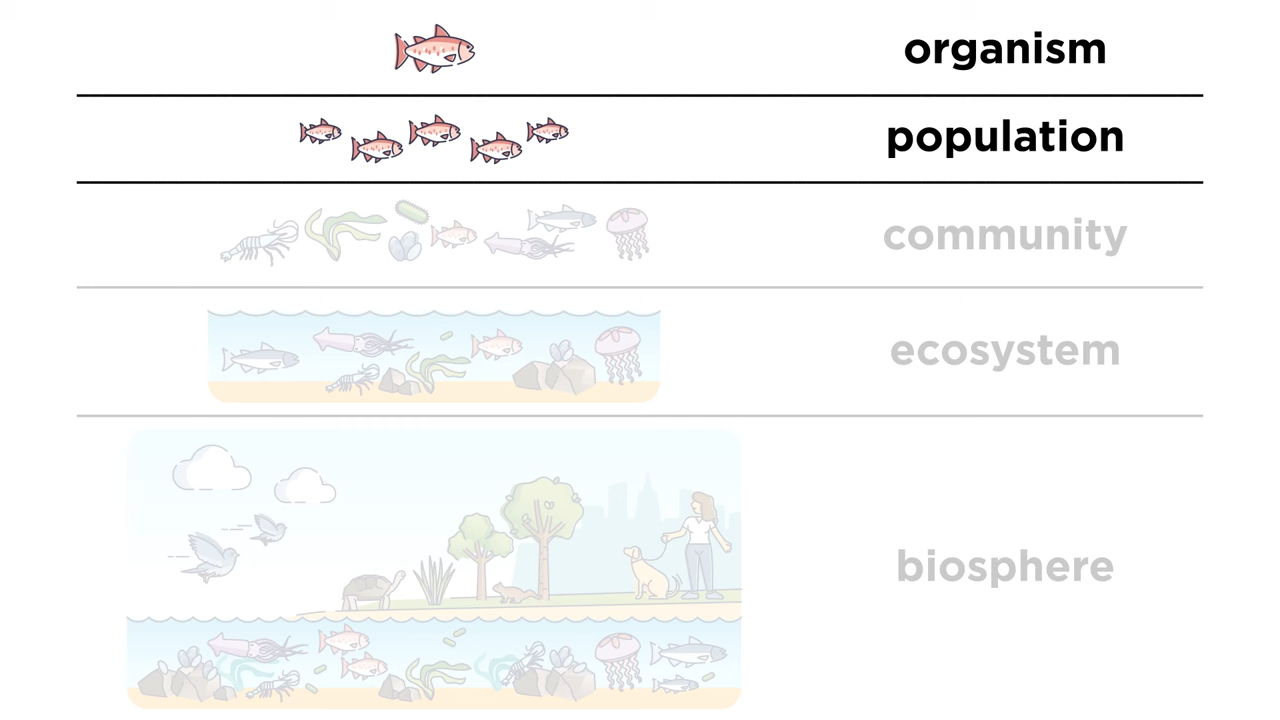 organism
population
community
ecosystem
biosphere